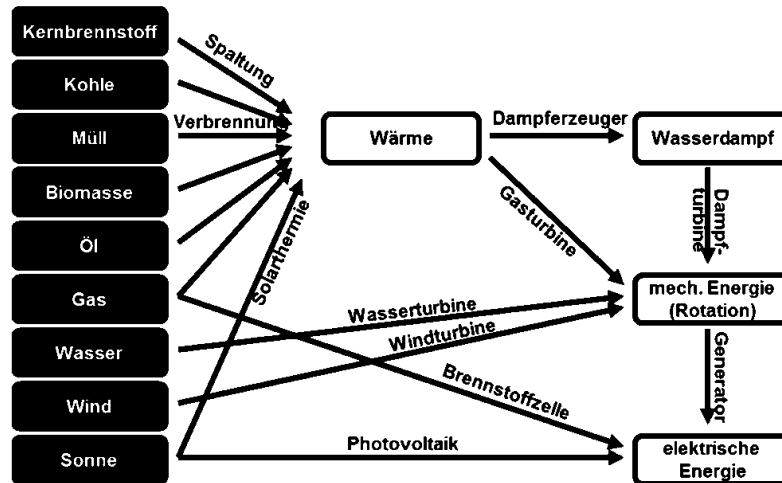 Kernbrennstoff
Spaltung
Kohle
Müll
Verbrennung
Wärme
Dampferzeuger
Wasserdampf
Biomasse
Solarthermie
Gasturbine
Dampf-
turbine
Öl
Gas
Wasserturbine
mech. Energie
(Rotation)
Wasser
Windturbine
Generator
Wind
Brennstoffzelle
Sonne
Photovoltaik
elektrische
Energie